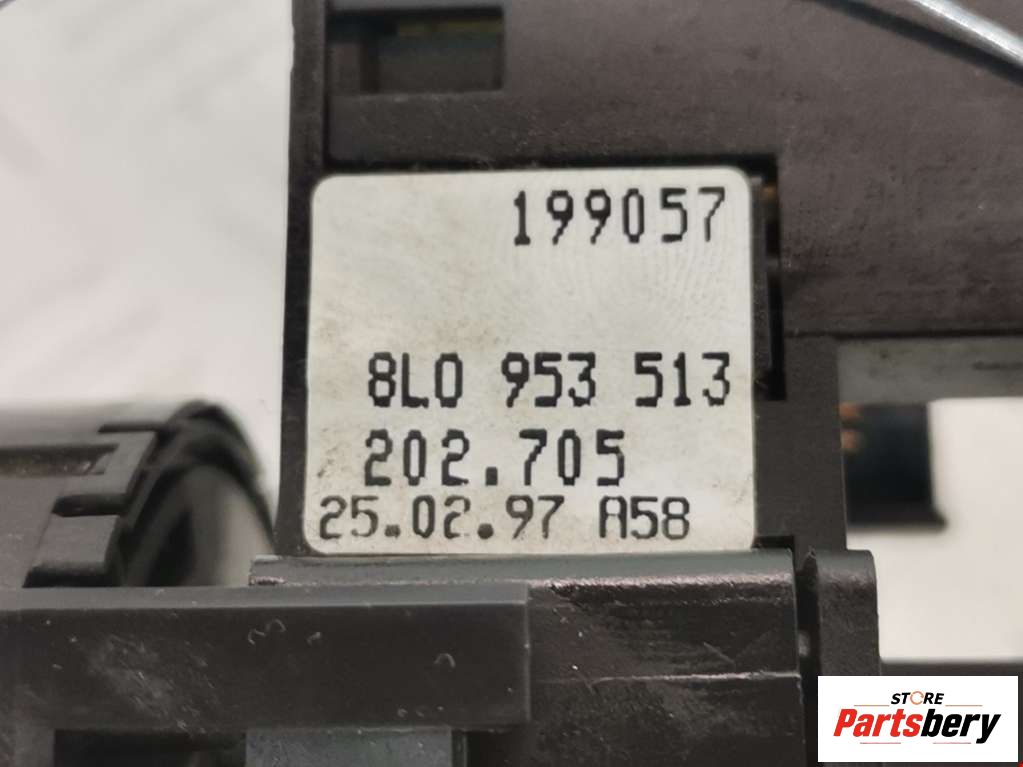 199057
8L0 953 513
202.705
25.02.97 A58
STORE
Partsbery